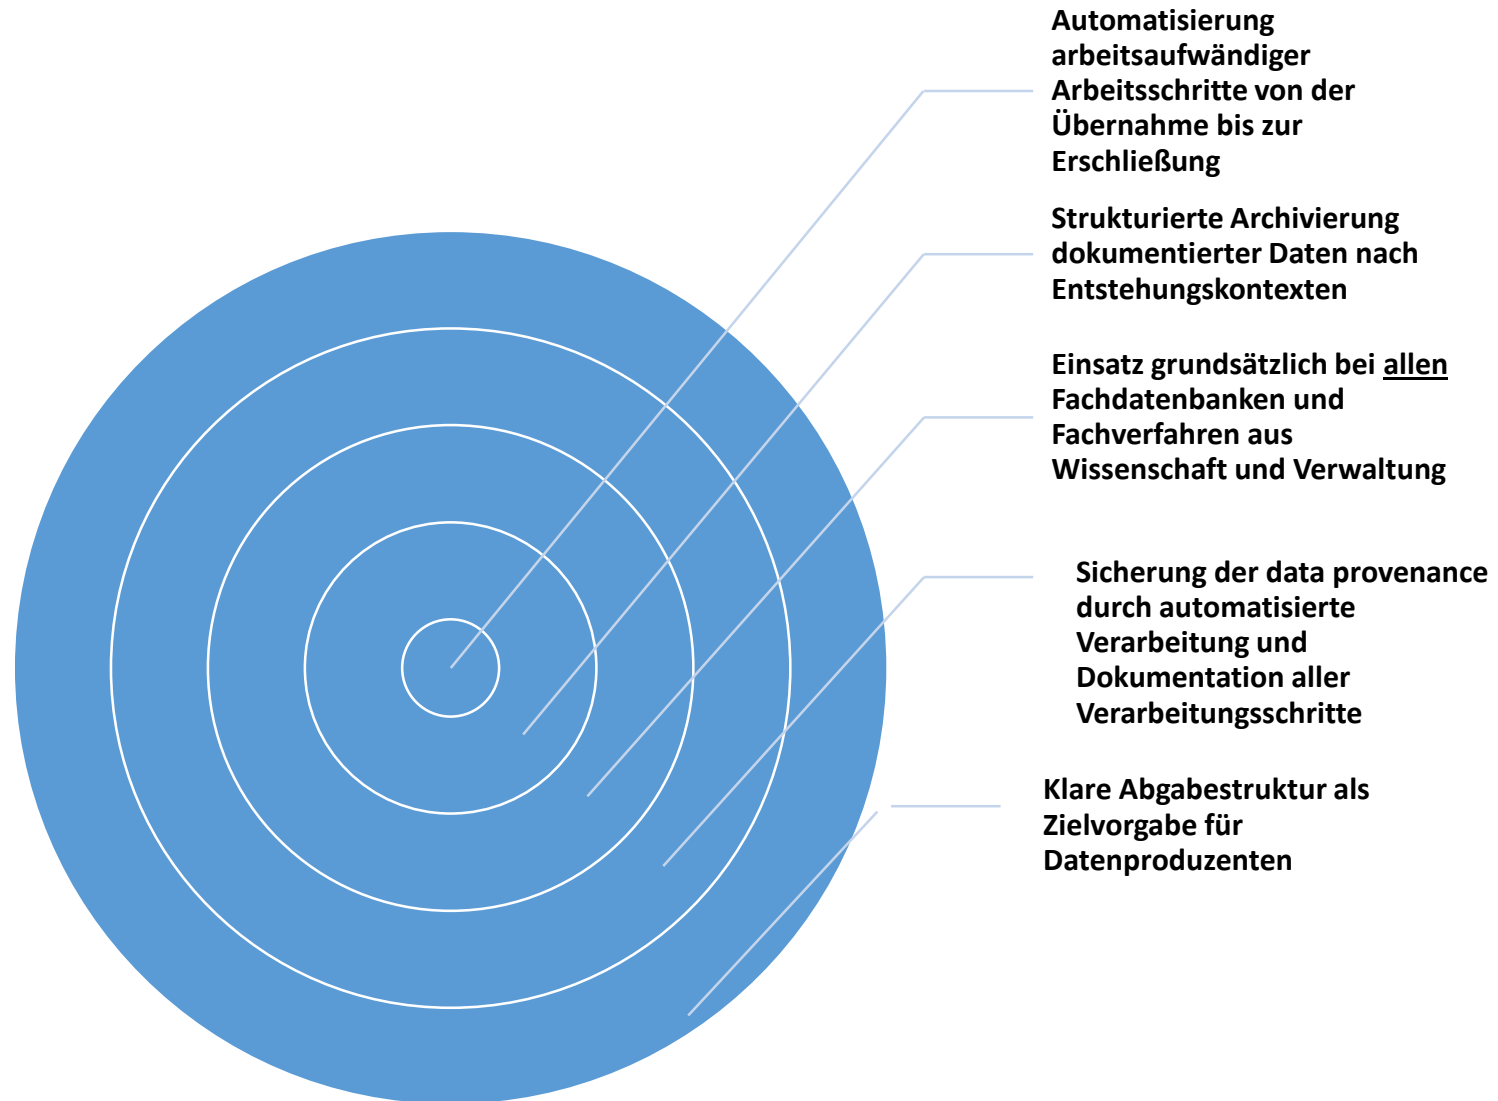 Automatisierung
arbeitsaufwändiger
Arbeitsschritte von der
Übernahme bis zur
Erschließung
Strukturierte Archivierung
dokumentierter Daten nach
Entstehungskontexten
Einsatz grundsätzlich bei allen
Fachdatenbanken und
Fachverfahren aus
Wissenschaft und Verwaltung
Sicherung der data provenance
durch automatisierte
Verarbeitung und
Dokumentation aller
Verarbeitungsschritte
Klare Abgabestruktur als
Zielvorgabe für
Datenproduzenten